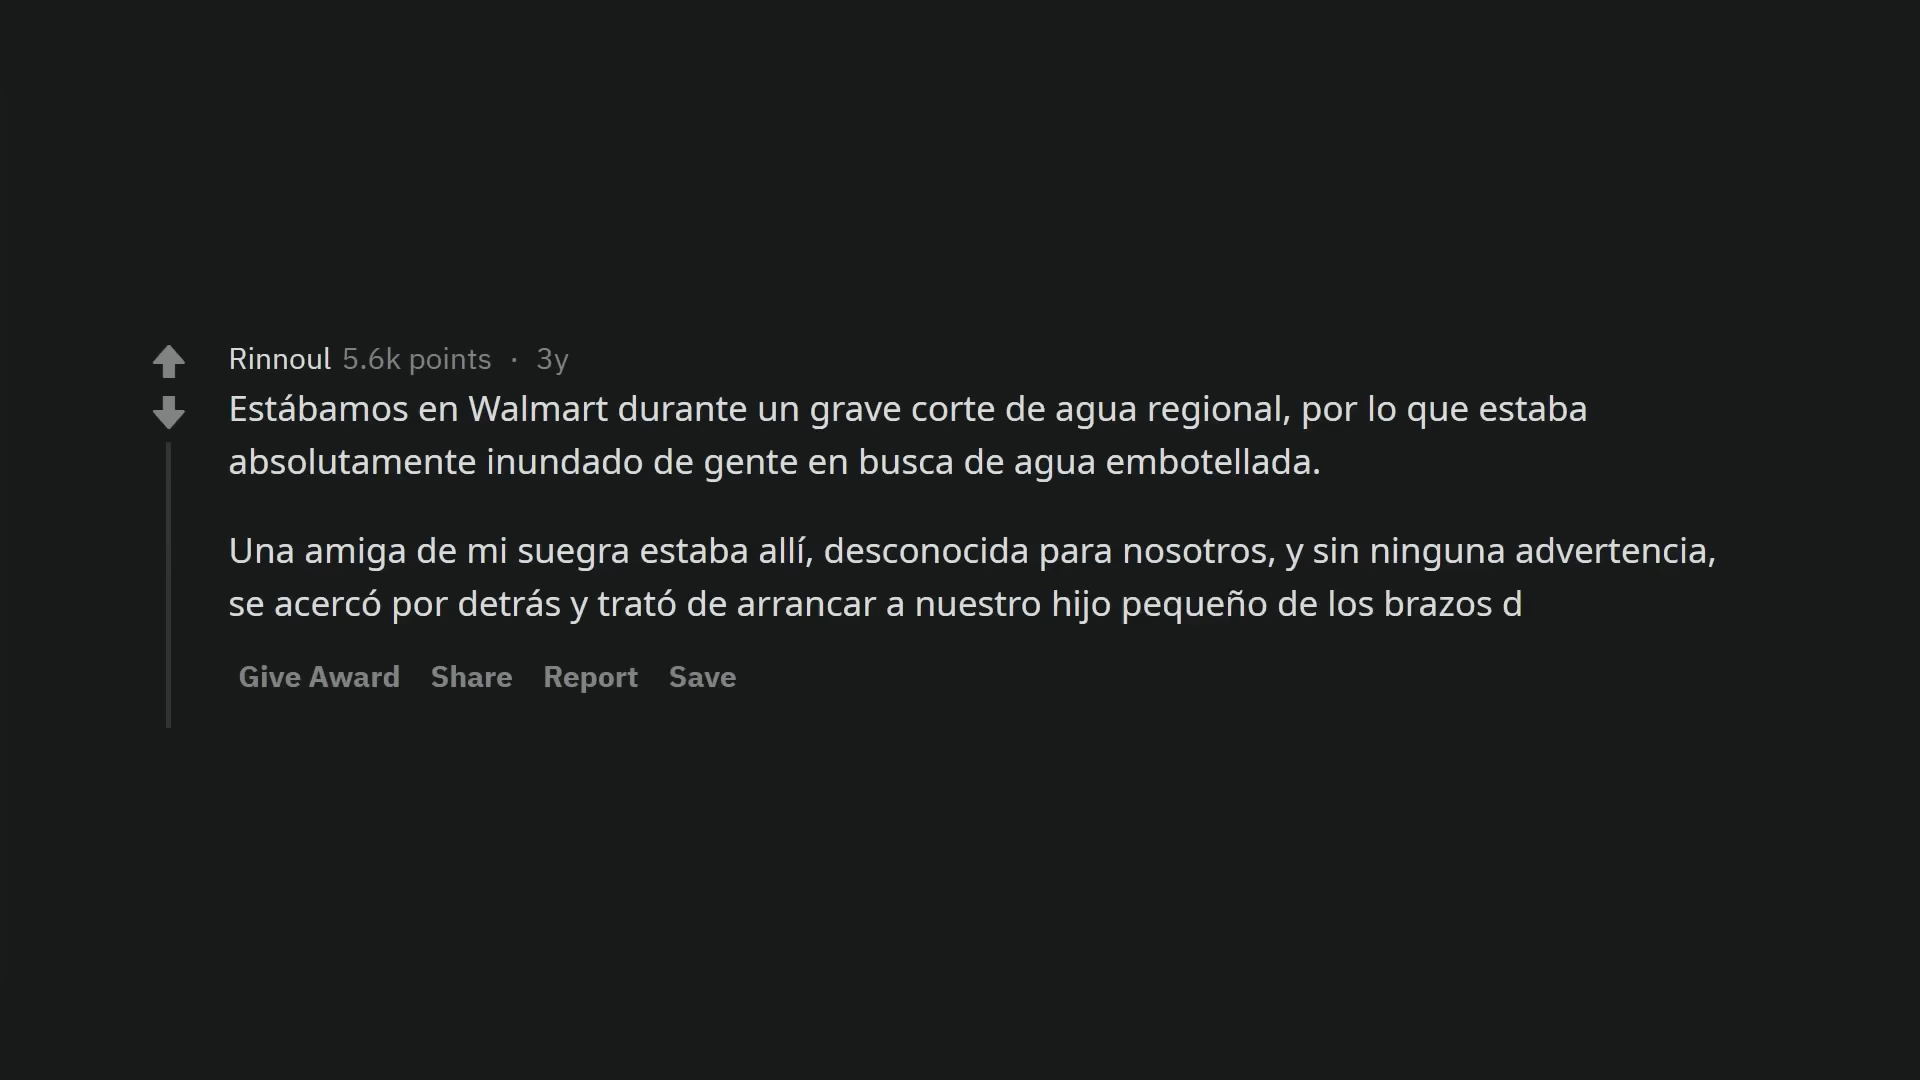 Rinnoul 5.6k points · 3y
Estábamos en Walmart durante un grave corte de agua regional, por lo que estaba
absolutamente inundado de gente en busca de agua embotellada.
Una amiga de mi suegra estaba allí, desconocida para nosotros, y sin ninguna advertencia,
se acercó por detrás y trató de arrancar a nuestro hijo pequeño de los brazos d
Give Award Share Report Save